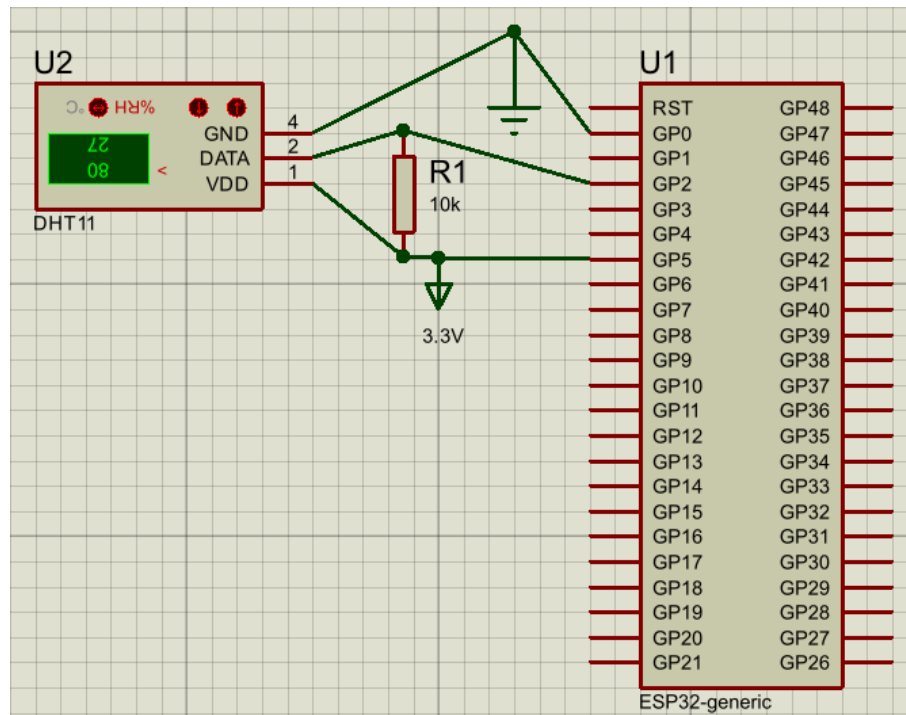 U2
°C %RH
27
80
>
GND 4
DATA 2
VDD 1
DHT11
R1
10k
3.3V
U1
RST GP48
GP0 GP47
GP1 GP46
GP2 GP45
GP3 GP44
GP4 GP43
GP5 GP42
GP6 GP41
GP7 GP40
GP8 GP39
GP9 GP38
GP10 GP37
GP11 GP36
GP12 GP35
GP13 GP34
GP14 GP33
GP15 GP32
GP16 GP31
GP17 GP30
GP18 GP29
GP19 GP28
GP20 GP27
GP21 GP26
ESP32-generic